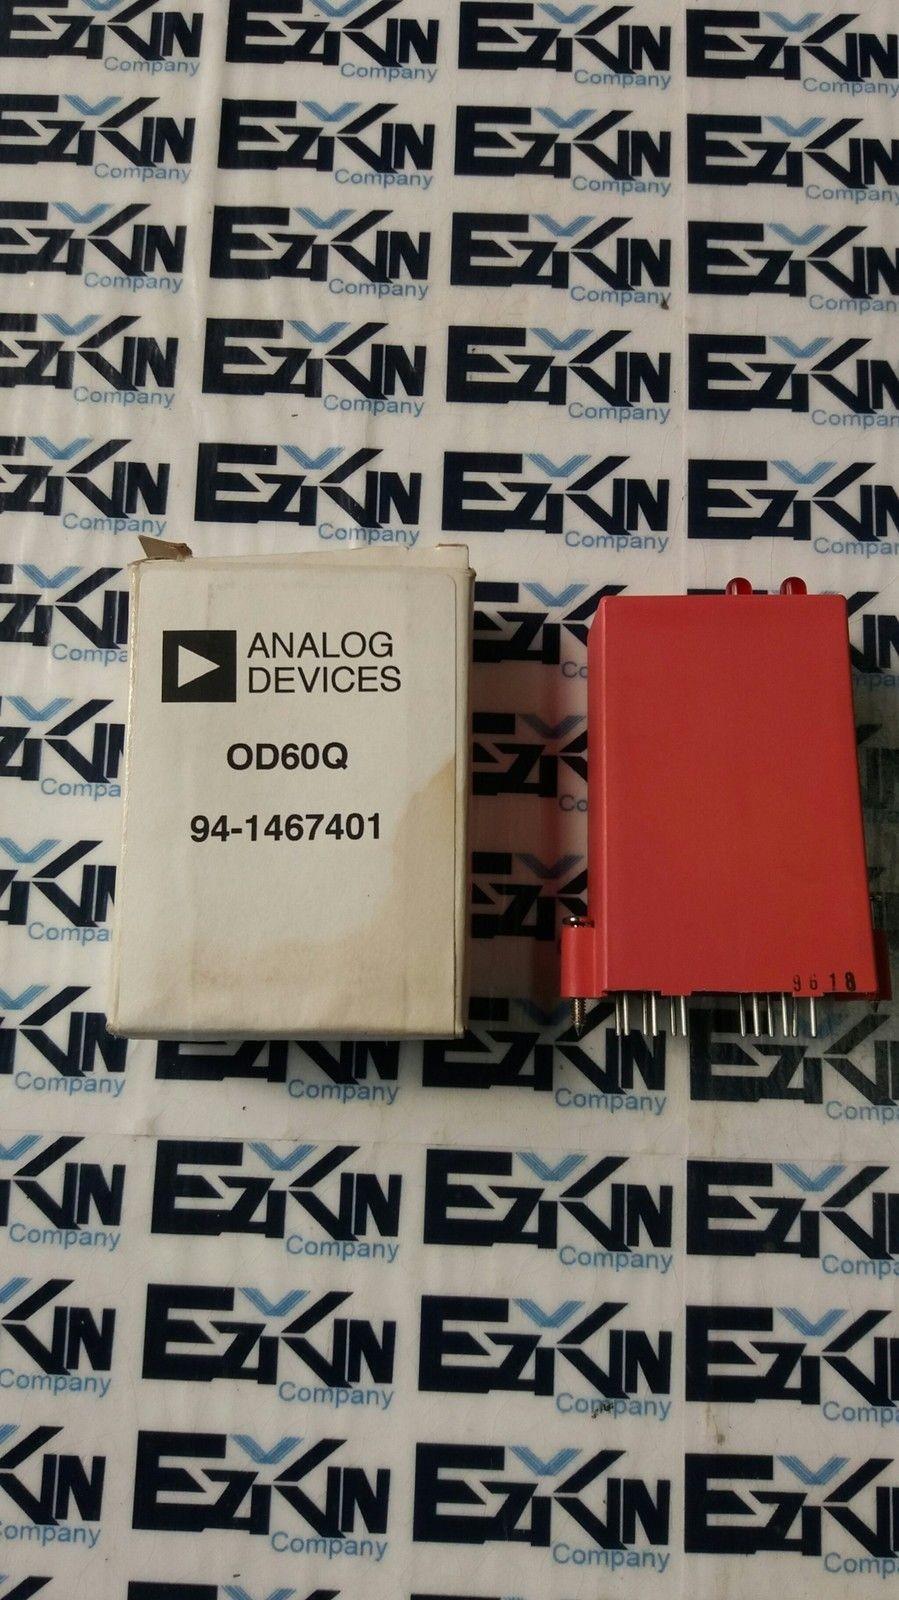 ANALOG
DEVICES
OD60Q
94-1467401
9618
EZKIN
Company